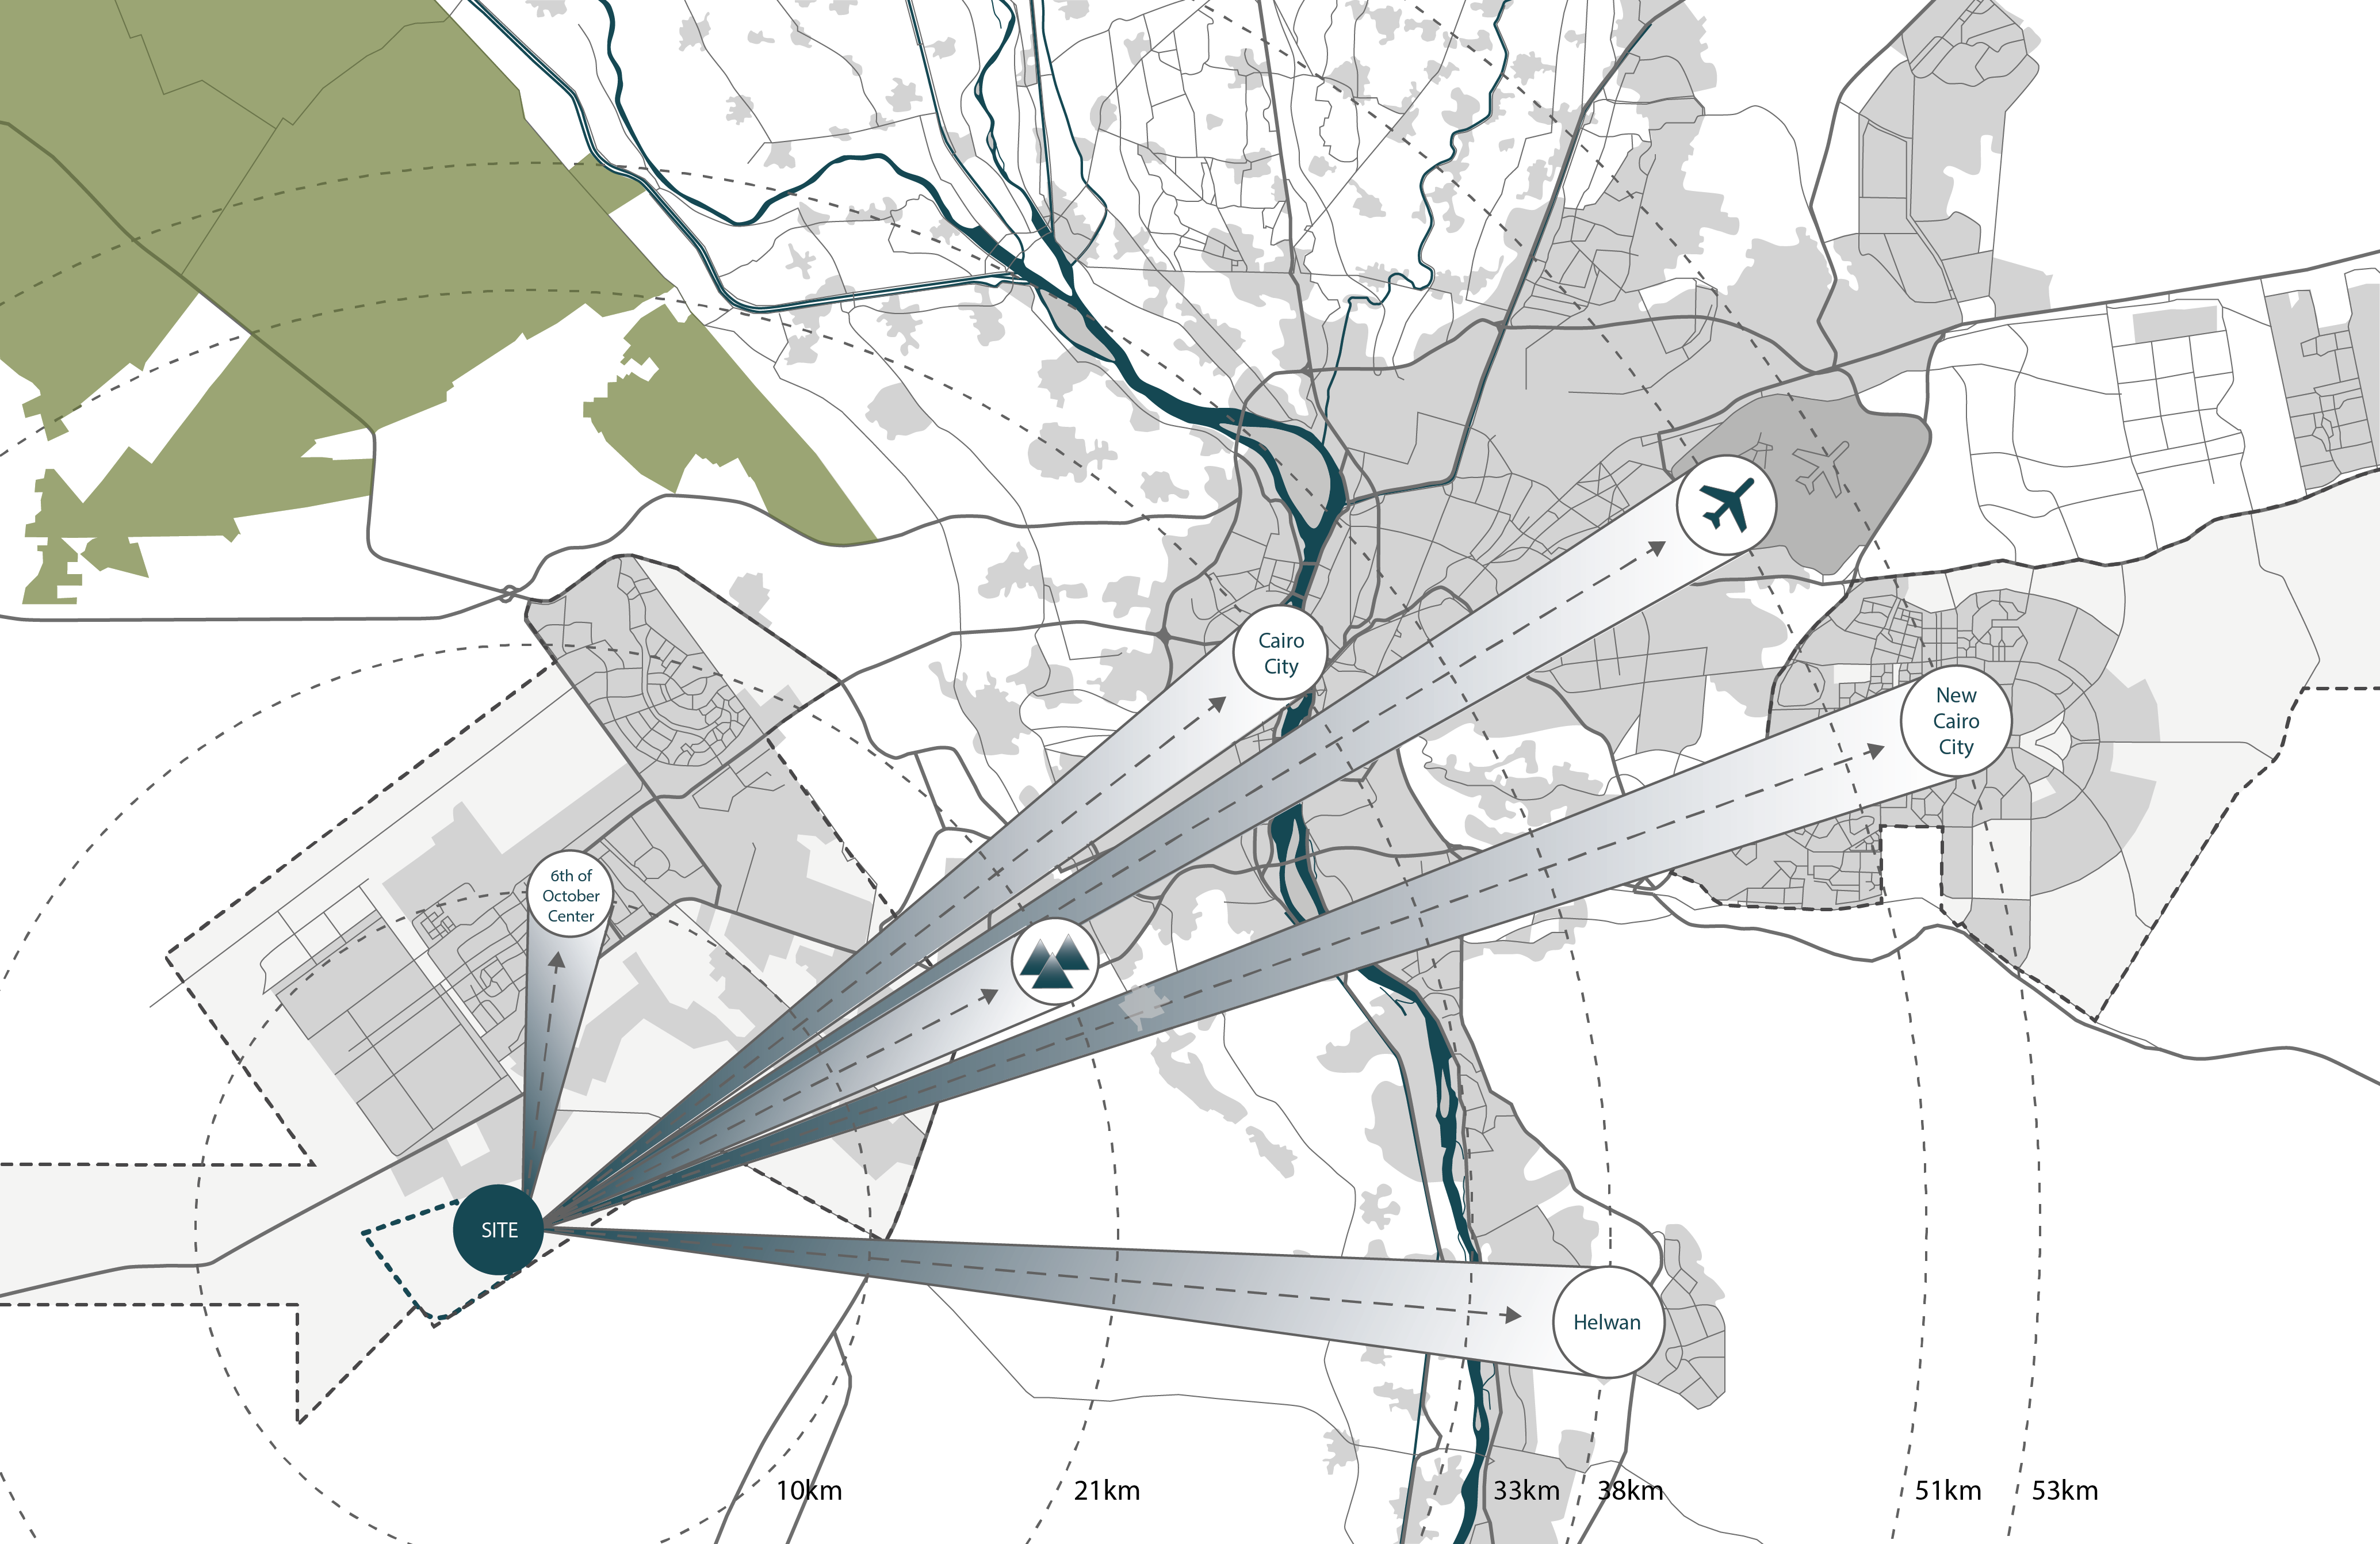 Cairo
City
New
Cairo
City
6th of
October
Center
SITE
Helwan
10km
21km
33km
38km
51km
53km